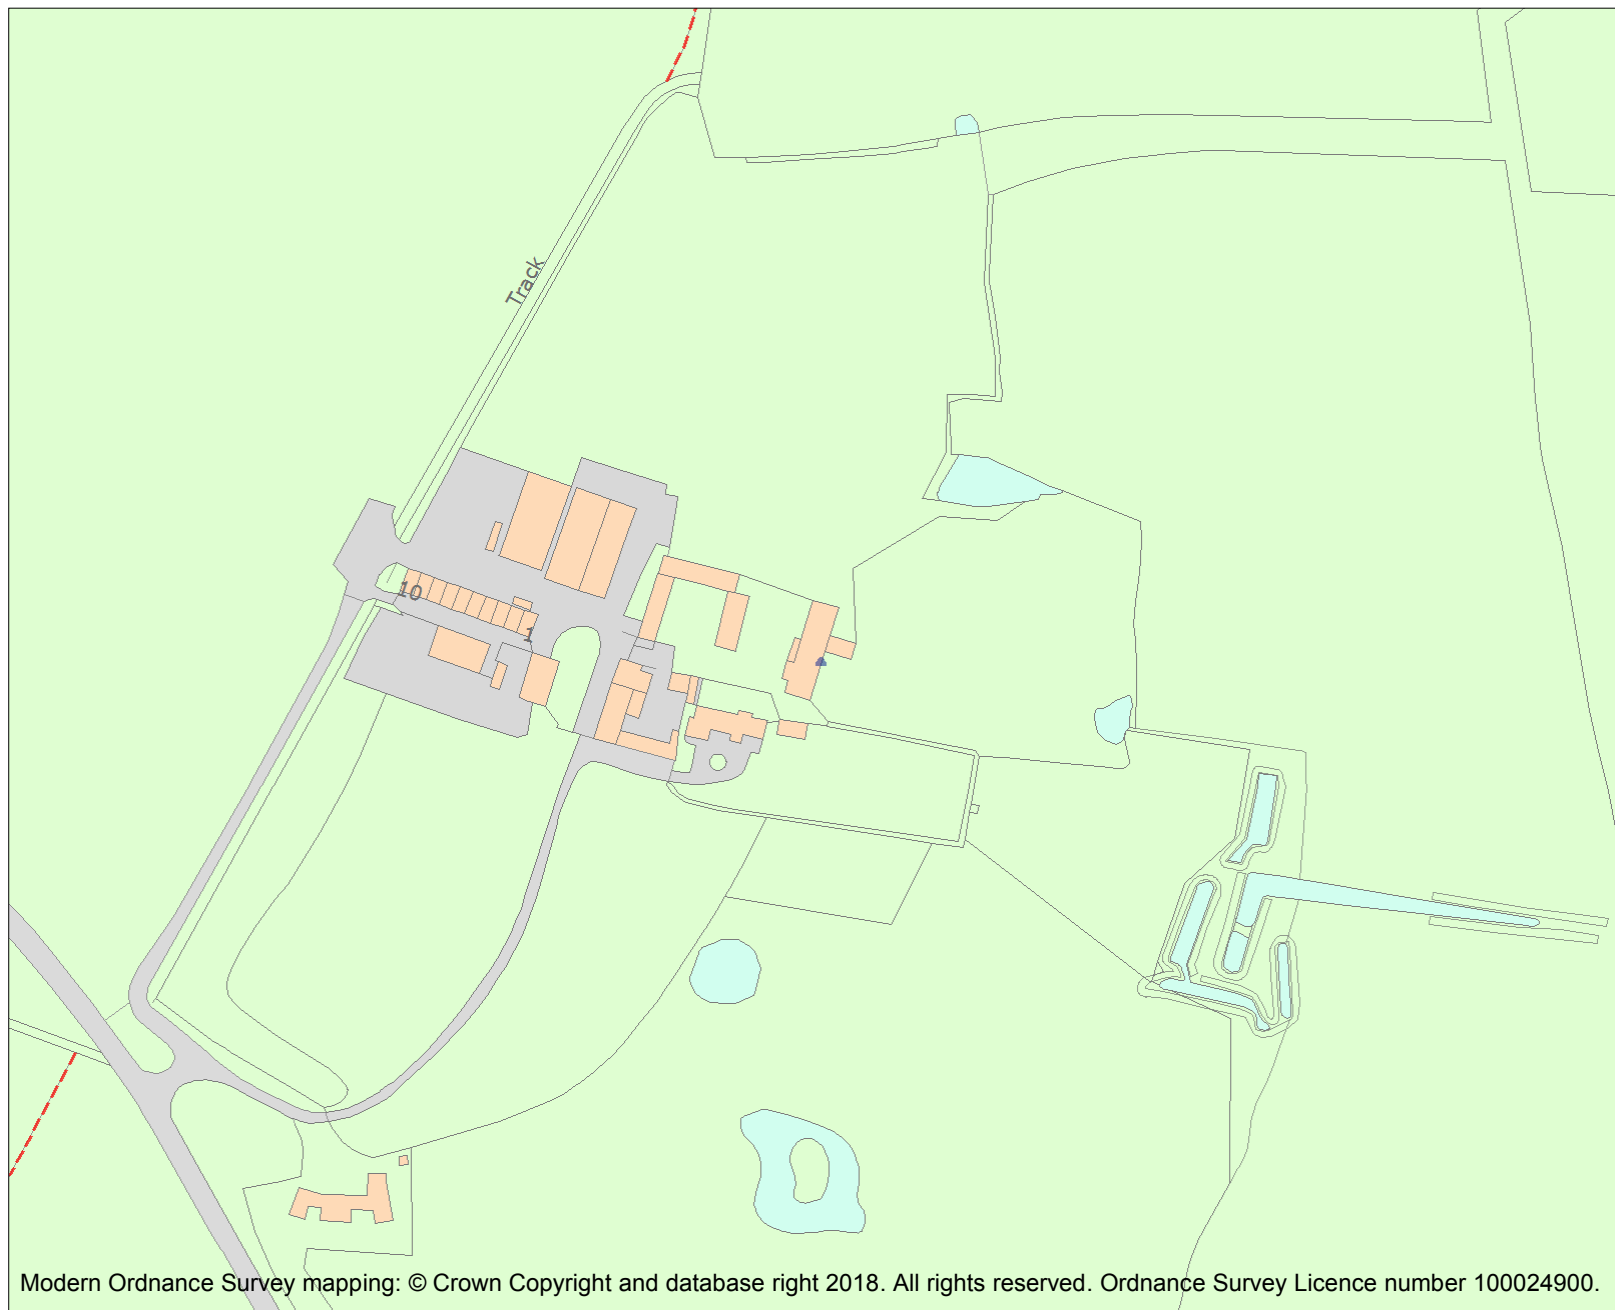 Track
10
1
Modern Ordnance Survey mapping: © Crown Copyright and database right 2018. All rights reserved. Ordnance Survey Licence number 100024900.